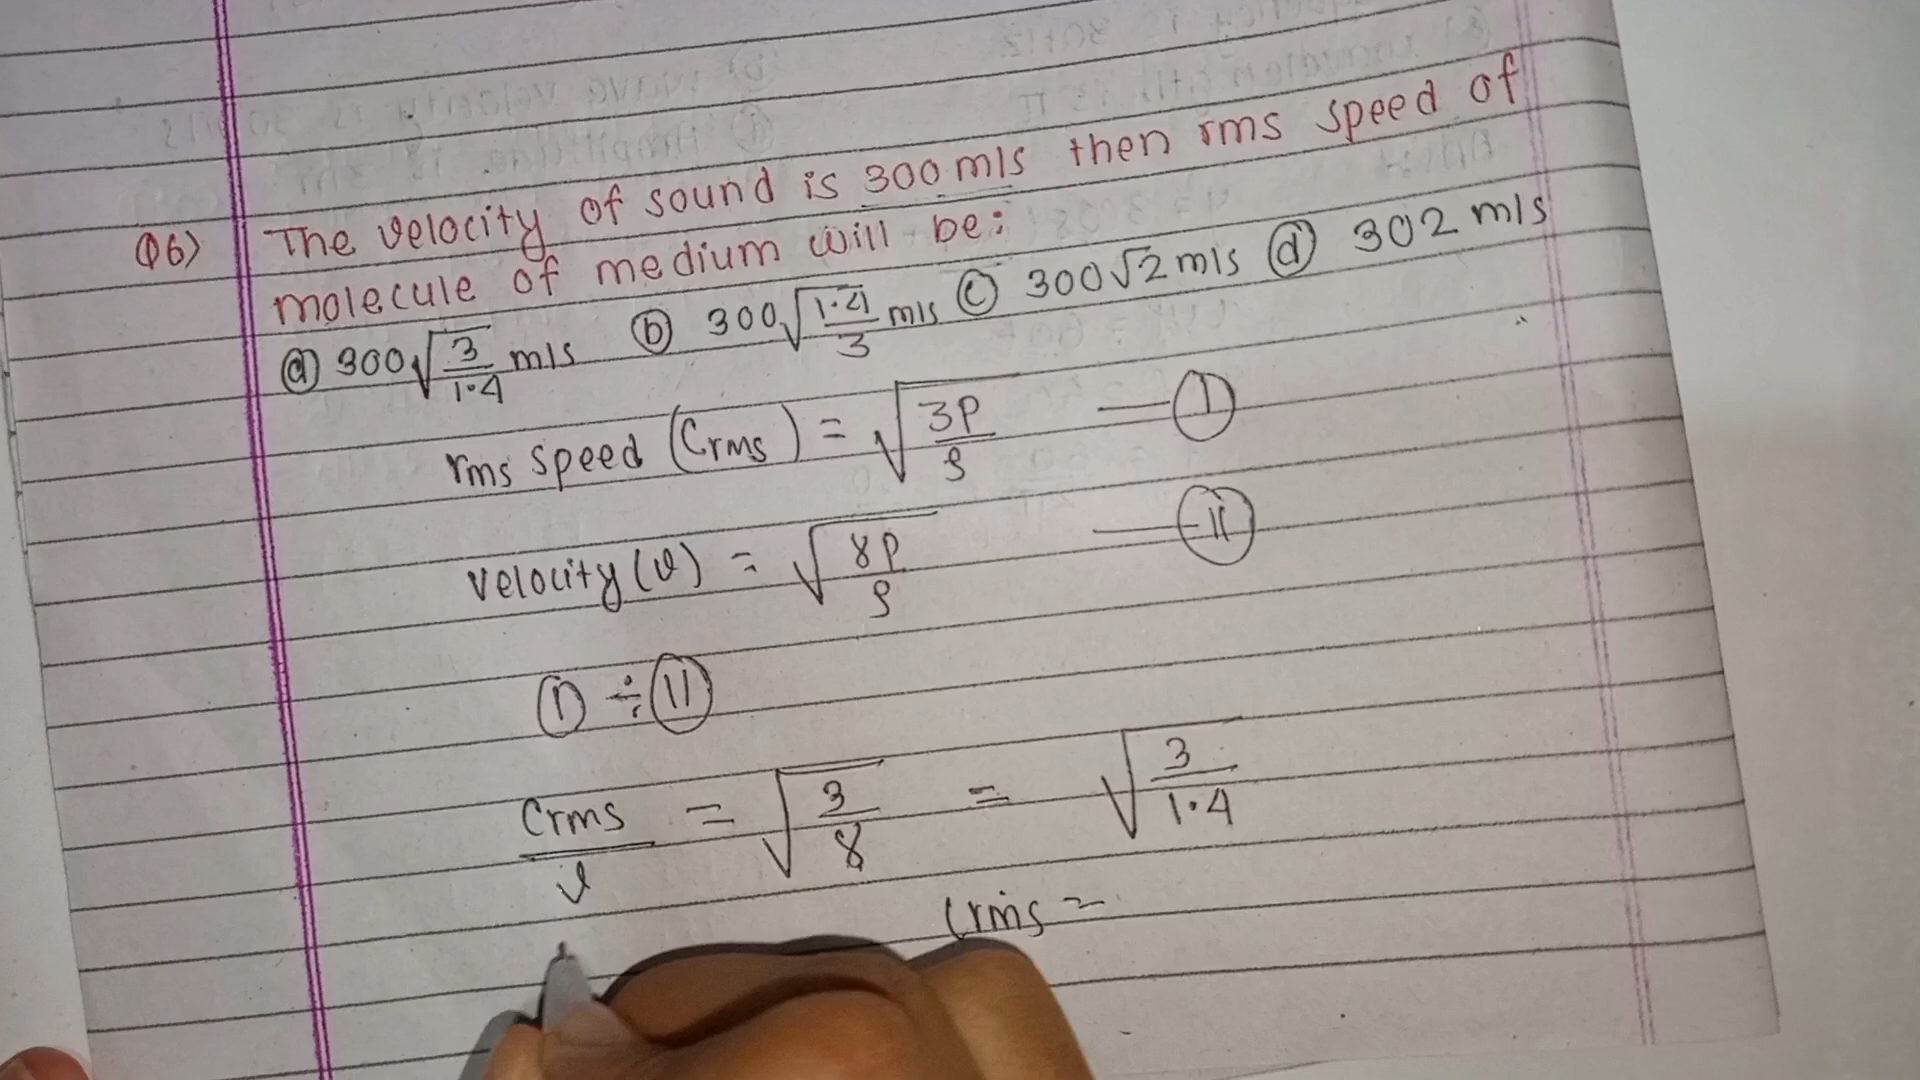 Q6) The velocity of sound is 300 m/s then rms speed of
molecule of medium will be:
ⓐ 300√(3/1.4) m/s ⓑ 300√(1.4/3) m/s ⓒ 300√2 m/s ⓓ 302 m/s
rms speed (Crms) = √(3P/ρ) — Ⓘ
velocity (v) = √(γP/ρ) — (II)
Ⓘ ÷ (II)
Crms/v = √(3/γ) = √(3/1.4)
Crms =